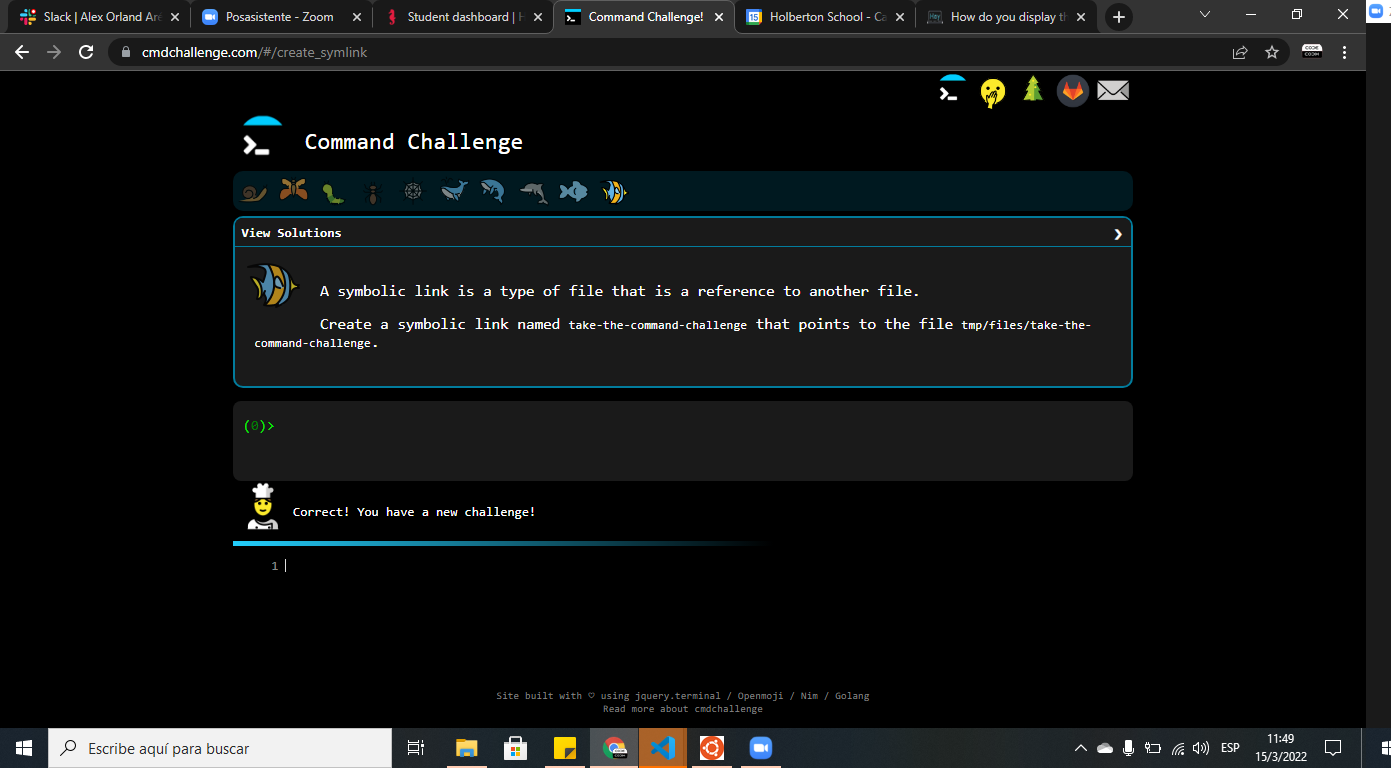 Slack | Alex Orland Aré
Posasistente - Zoom
Student dashboard | H
Command Challenge!
Holberton School - Ca
How do you display th
cmdchallenge.com/#/create_symlink
Command Challenge
View Solutions
A symbolic link is a type of file that is a reference to another file.
Create a symbolic link named take-the-command-challenge that points to the file tmp/files/take-the-
command-challenge.
(0)>
Correct! You have a new challenge!
1
Site built with ♡ using jquery.terminal / Openmoji / Nim / Golang
Read more about cmdchallenge
Escribe aquí para buscar
ESP
11:49
15/3/2022